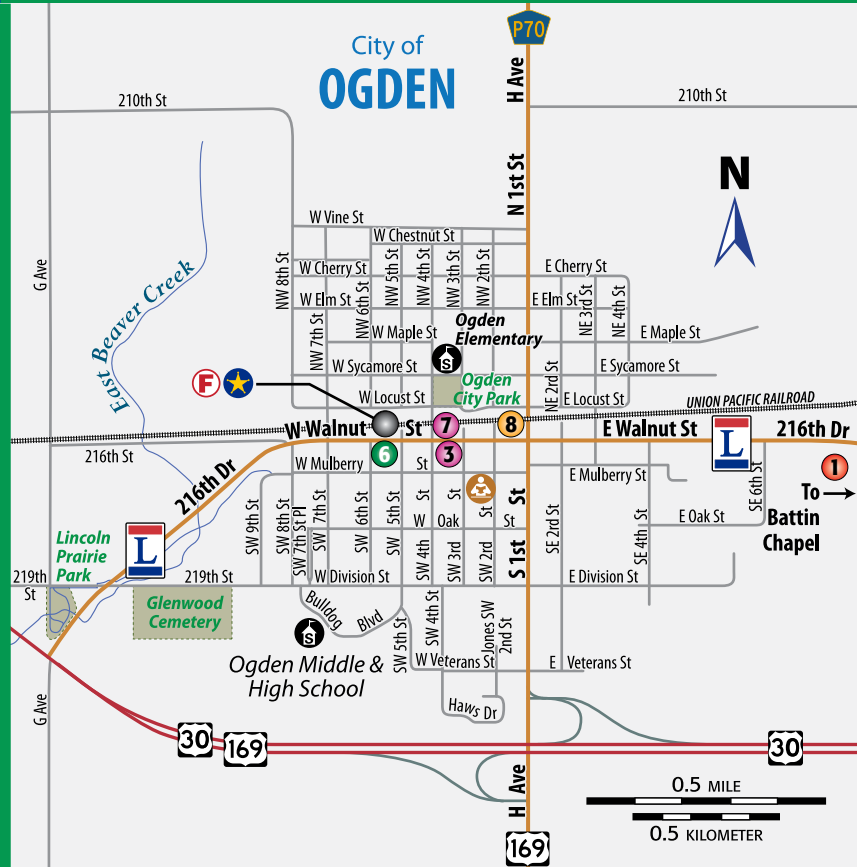 P70
City of
OGDEN
H Ave
210th St
210th St
N
N 1st St
W Vine St
W Chestnut St
G Ave
East Beaver Creek
NW 8th St
W Cherry St
NW 5th St
NW 4th St
NW 3rd St
NW 2th St
E Cherry St
W Elm St
NW 6th St
E Elm St
NE 3rd St
NE 4th St
NW 7th St
W Maple St
Ogden
Elementary
E Maple St
S
W Sycamore St
E Sycamore St
F
Ogden
City Park
W Locust St
NE 2rd St
E Locust St
UNION PACIFIC RAILROAD
W Walnut St
7
8
E Walnut St
L
216th Dr
216th St
6
3
W Mulberry St
E Mulberry St
1
To
Battin
Chapel
216th Dr
SW 9th St
SW 8th St
SW 7th St Pl
SW 7th St
SW 6th St
SW 5th St
SW 4th St
SW 3rd St
SW 2rd St
S 1st St
SE 2rd St
SE 4th St
SE 6th St
W Oak St
E Oak St
Lincoln
Prairie
Park
L
219th
St
219th St
W Division St
E Division St
Glenwood
Cemetery
Bulldog Blvd
SW 5th St
SW 4th St
Jones SW
2nd St
S
Ogden Middle &
High School
W Veterans St
E Veterans St
Haws Dr
G Ave
30
169
30
H Ave
0.5 MILE
0.5 KILOMETER
169